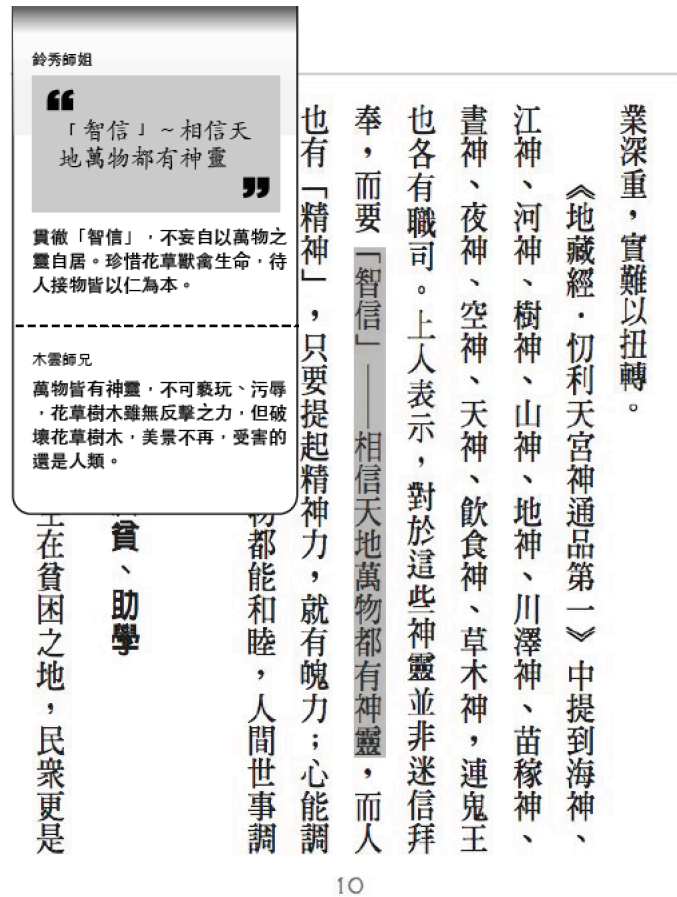 鈴秀師姐
「智信」~相信天
地萬物都有神靈
貫徹「智信」,不妄自以萬物之
靈自居。珍惜花草獸禽生命,待
人接物皆以仁為本。
木雲師兄
萬物皆有神靈,不可褻玩、污辱
,花草樹木雖無反擊之力,但破
壞花草樹木,美景不再,受害的
還是人類。
業深重,實難以扭轉。
《地藏經.忉利天宮神通品第一》中提到海神、
江神、河神、樹神、山神、地神、川澤神、苗稼神、
晝神、夜神、空神、天神、飲食神、草木神,連鬼王
也各有職司。上人表示,對於這些神靈並非迷信拜
奉,而要「智信」——相信天地萬物都有神靈,而人
也有「精神」,只要提起精神力,就有魄力;心能調
物都能和睦,人間世事調
貧、助學
在貧困之地,民衆更是
10